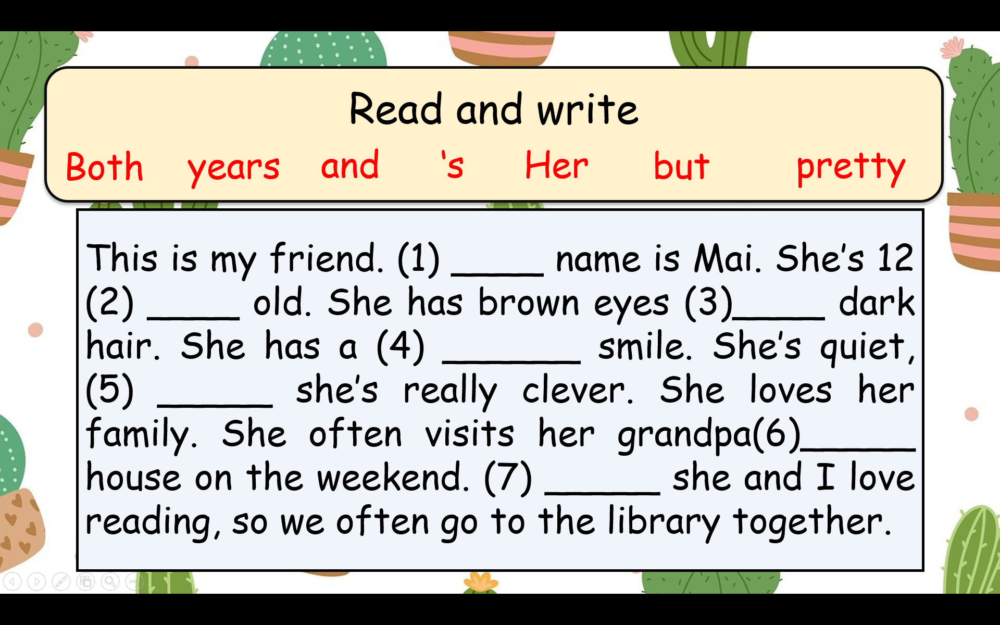 Read and write
Both years and ‘s Her but pretty
This is my friend. (1) ____ name is Mai. She’s 12
(2) ____ old. She has brown eyes (3)____ dark
hair. She has a (4) ______ smile. She’s quiet,
(5) _____ she’s really clever. She loves her
family. She often visits her grandpa(6)_____
house on the weekend. (7) _____ she and I love
reading, so we often go to the library together.